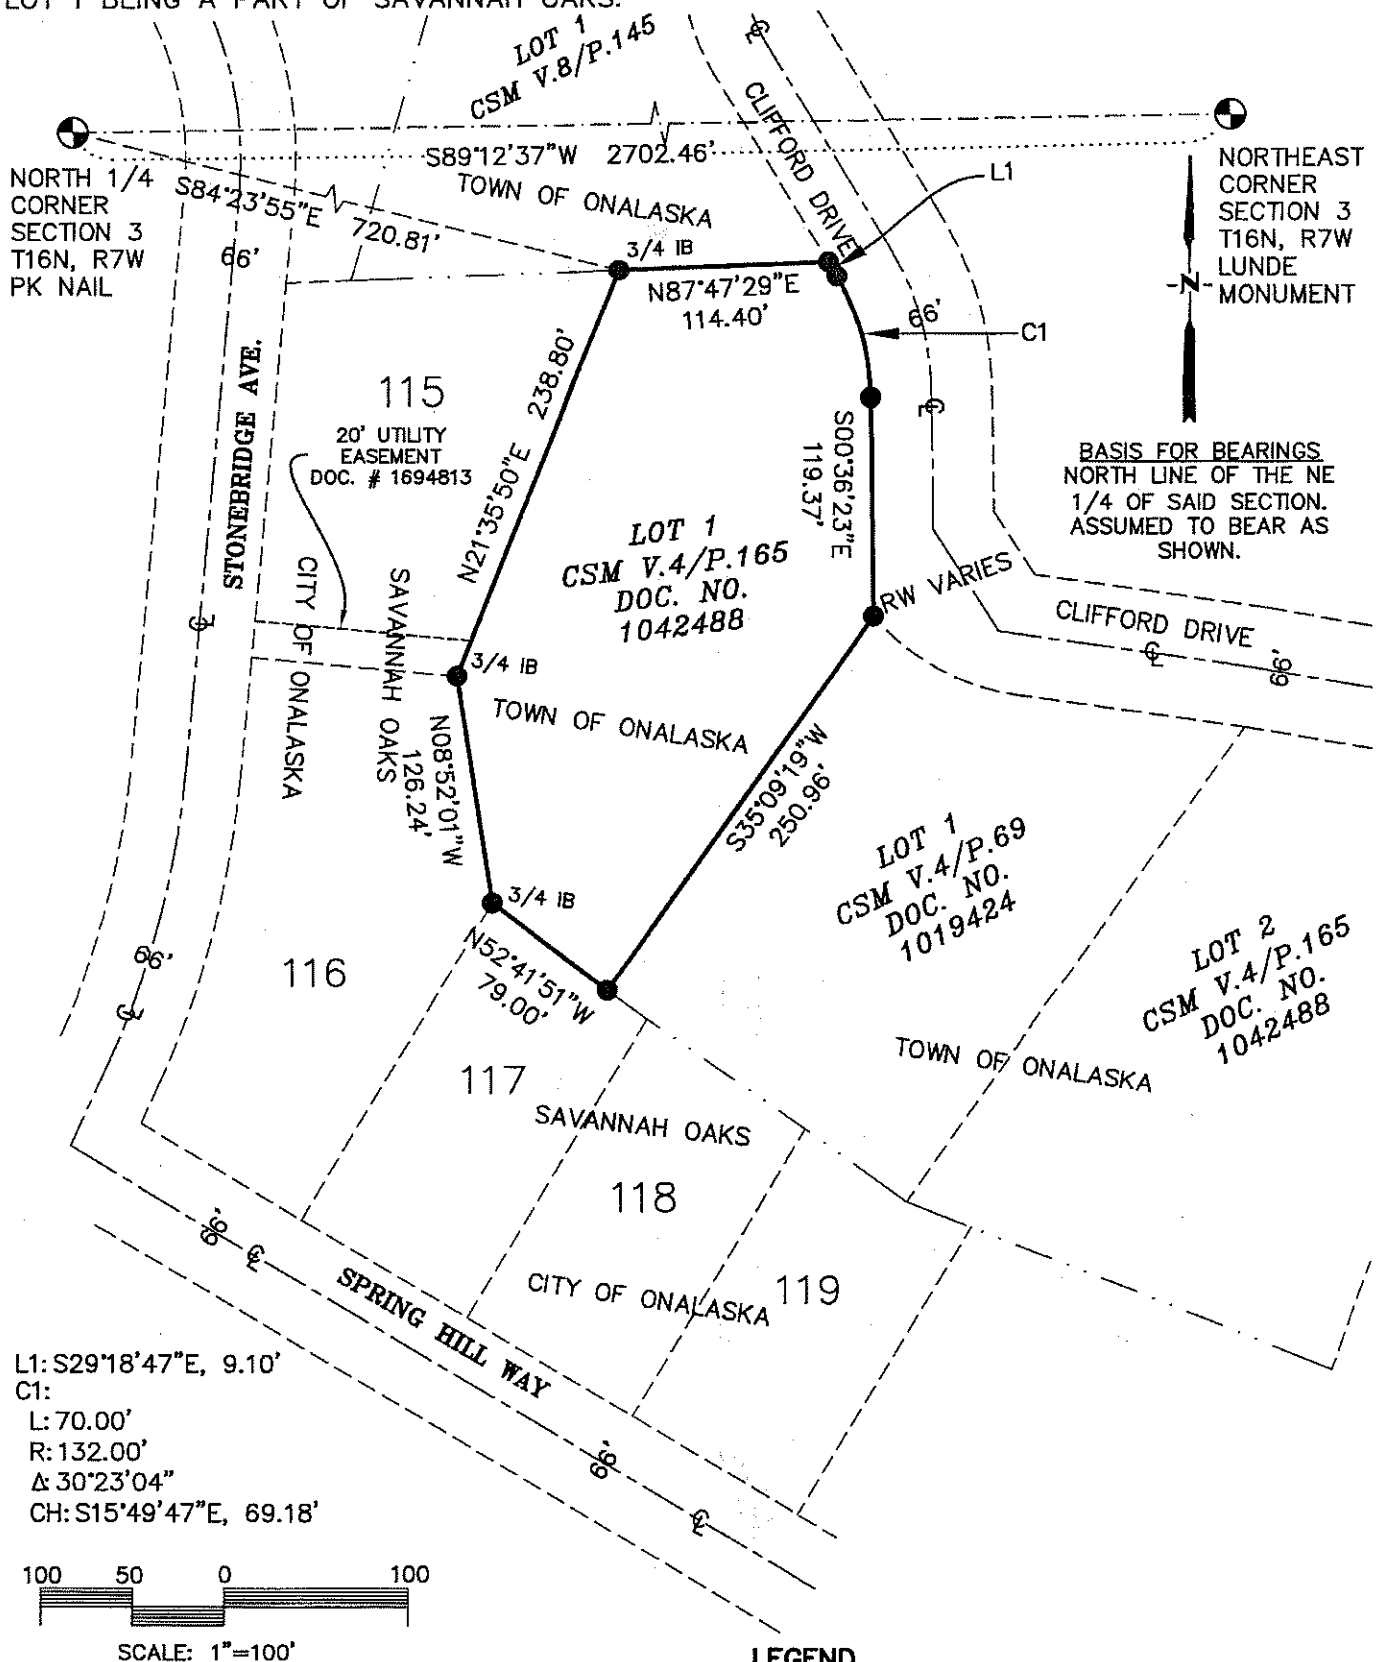 LOT 1 BEING A PART OF SAVANNAH OAKS.
LOT 1
CSM V.8/P.145
CLIFFORD DRIVE
S89°12'37"W 2702.46'
TOWN OF ONALASKA
L1
NORTH 1/4
CORNER
SECTION 3
T16N, R7W
PK NAIL
S84°23'55"E 720.81'
66'
NORTHEAST
CORNER
SECTION 3
T16N, R7W
LUNDE
MONUMENT
N
3/4 IB
N87°47'29"E
114.40'
66'
C1
STONEBRIDGE AVE.
115
20' UTILITY
EASEMENT
DOC. # 1694813
N21°35'50"E 238.80'
S00°36'23"E
119.37'
BASIS FOR BEARINGS
NORTH LINE OF THE NE
1/4 OF SAID SECTION.
ASSUMED TO BEAR AS
SHOWN.
LOT 1
CSM V.4/P.165
DOC. NO.
1042488
RW VARIES
CLIFFORD DRIVE
66'
CITY OF ONALASKA
SAVANNAH OAKS
3/4 IB
TOWN OF ONALASKA
N08°52'01"W
126.24'
S35°09'19"W
250.96'
LOT 1
CSM V.4/P.69
DOC. NO.
1019424
3/4 IB
N52°41'51"W
79.00'
66'
116
LOT 2
CSM V.4/P.165
DOC. NO.
1042488
TOWN OF ONALASKA
117
SAVANNAH OAKS
118
CITY OF ONALASKA
119
66'
SPRING HILL WAY
66'
L1: S29°18'47"E, 9.10'
C1:
L: 70.00'
R: 132.00'
Δ: 30°23'04"
CH: S15°49'47"E, 69.18'
100 50 0 100
SCALE: 1"=100'
LEGEND